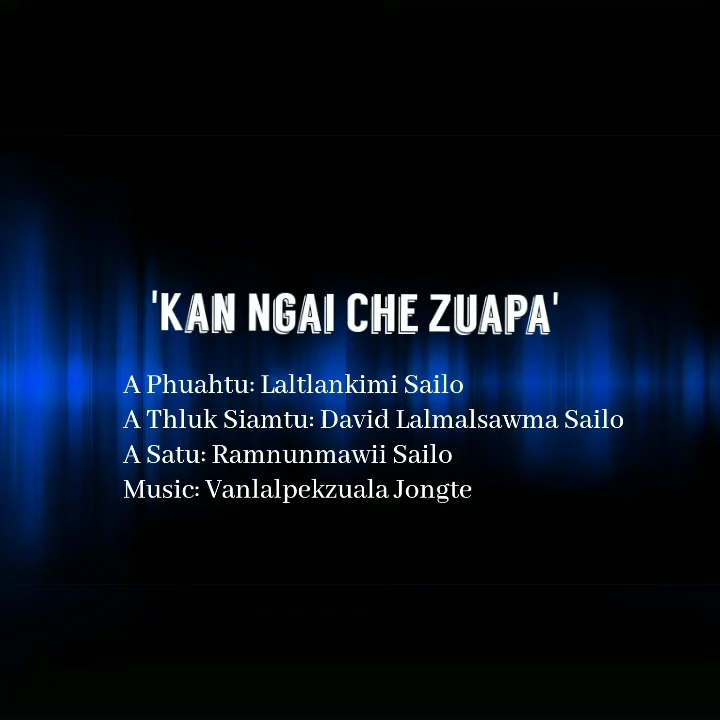 'KAN NGAI CHE ZUAPA'
A Phuahtu: Laltlankimi Sailo
A Thluk Siamtu: David Lalmalsawma Sailo
A Satu: Ramnunmawii Sailo
Music: Vanlalpekzuala Jongte